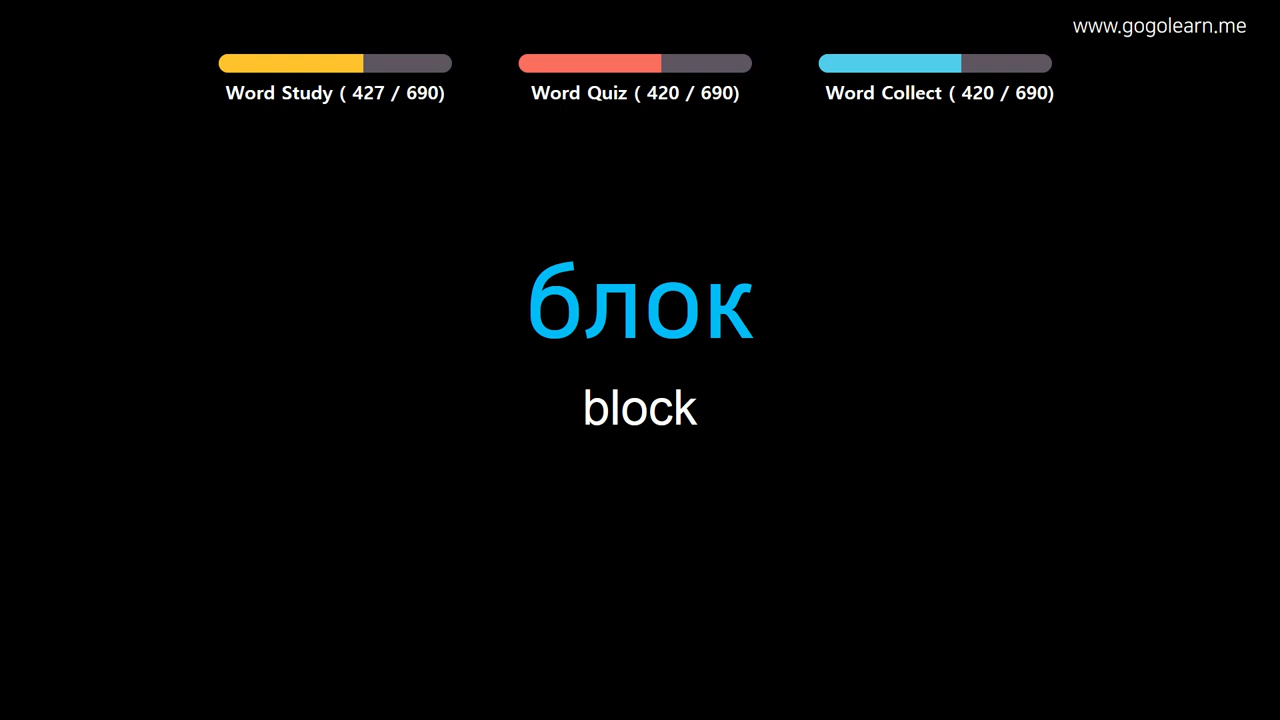 www.gogolearn.me
Word Study ( 427 / 690)
Word Quiz ( 420 / 690)
Word Collect ( 420 / 690)
блок
block